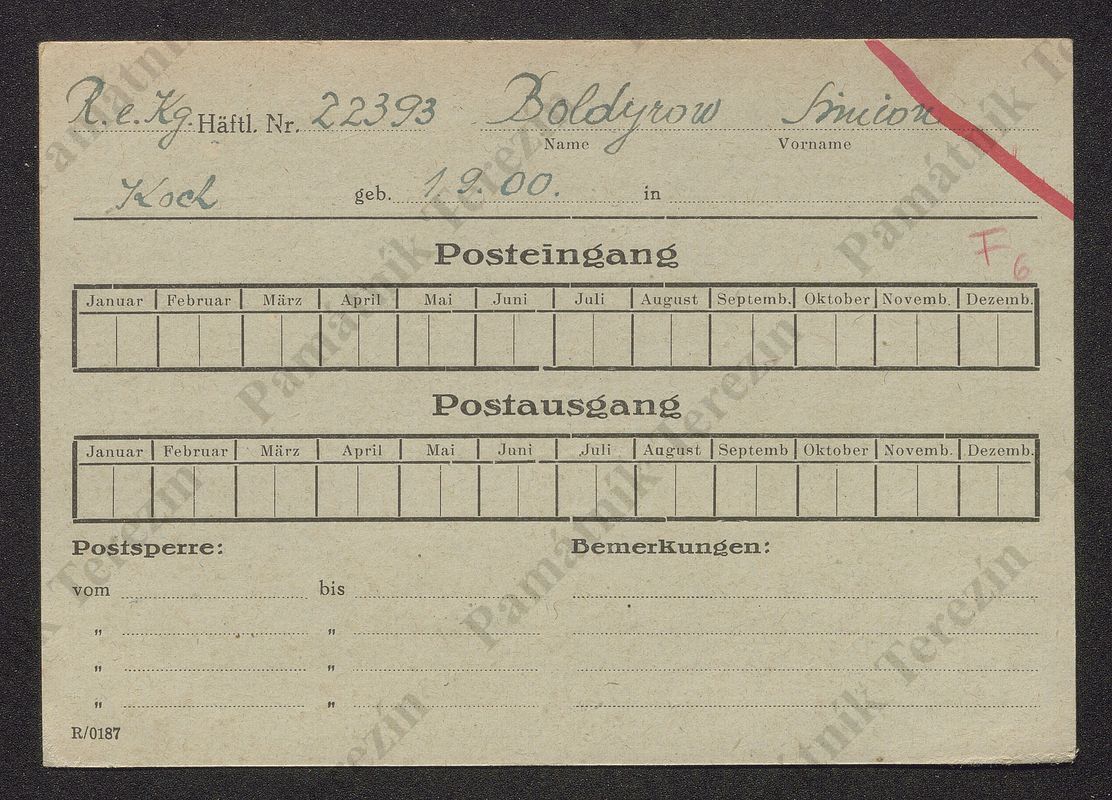 R. e. Kg. Häftl. Nr. 22393 Boldyrow Simion
Name Vorname
Koch geb. 1.9.00. in
Posteingang
F 6
Januar Februar März April Mai Juni Juli August Septemb. Oktober Novemb. Dezemb.
Postausgang
Januar Februar März April Mai Juni Juli August Septemb Oktober Novemb. Dezemb.
Postsperre: Bemerkungen:
vom bis
" "
" "
" "
R/0187
Památník Terezín